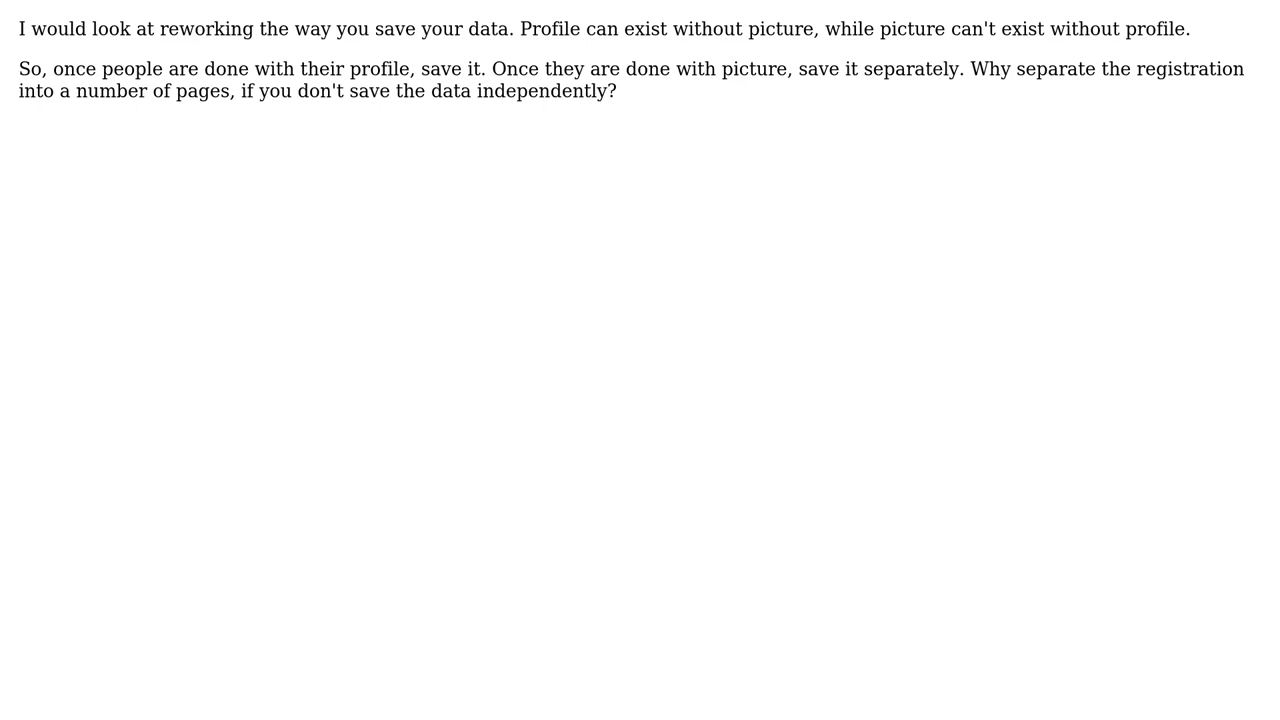 I would look at reworking the way you save your data. Profile can exist without picture, while picture can't exist without profile.
So, once people are done with their profile, save it. Once they are done with picture, save it separately. Why separate the registration
into a number of pages, if you don't save the data independently?